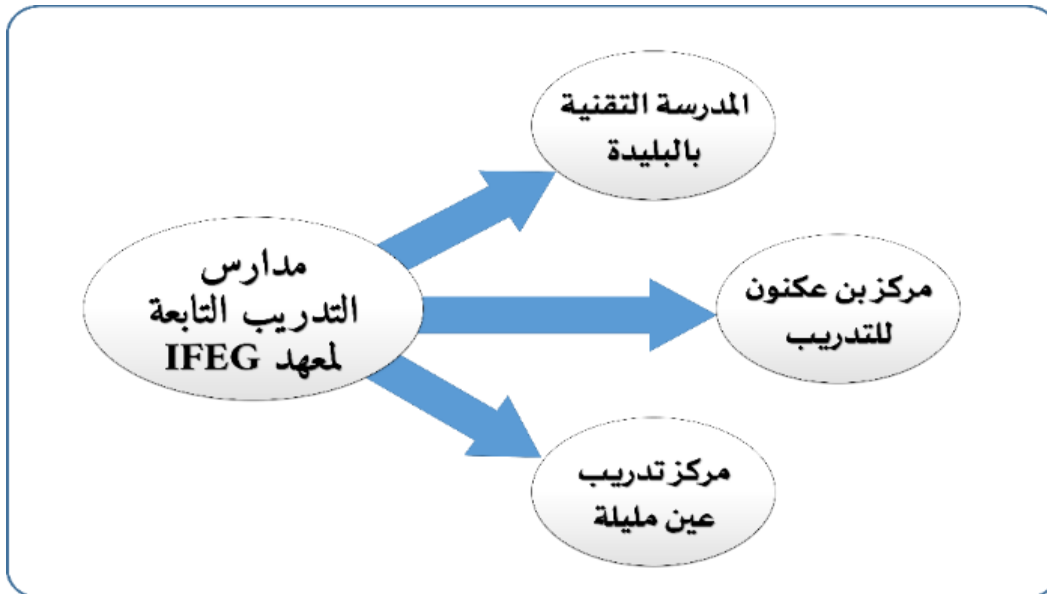 المدرسة التقنية
بالبليدة
مدارس
التدريب التابعة
لمعهد IFEG
مركز بن عكنون
للتدريب
مركز تدريب
عين مليلة